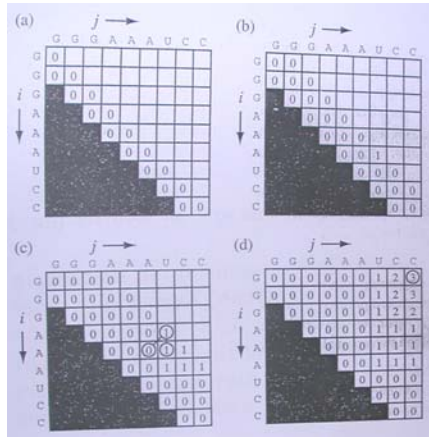 (a)
j
G G G A A A U C C
i
G 0
G 0 0
G 0 0
A 0 0
A 0 0
A 0 0
U 0 0
C 0 0
C 0 0
(b)
j
G G G A A A U C C
i
G 0 0
G 0 0 0
G 0 0 0
A 0 0 0
A 0 0 0
A 0 0 1
U 0 0 0
C 0 0 0
C 0 0
(c)
j
G G G A A A U C C
i
G 0 0 0 0
G 0 0 0 0 0
G 0 0 0 0 0
A 0 0 0 0 1
A 0 0 0 1 1
A 0 0 1 1 1
U 0 0 0 0
C 0 0 0
C 0 0
(d)
j
G G G A A A U C C
i
G 0 0 0 0 0 0 1 2 3
G 0 0 0 0 0 0 1 2 3
G 0 0 0 0 0 1 2 2
A 0 0 0 0 1 1 1
A 0 0 0 1 1 1
A 0 0 1 1 1
U 0 0 0 0
C 0 0 0
C 0 0